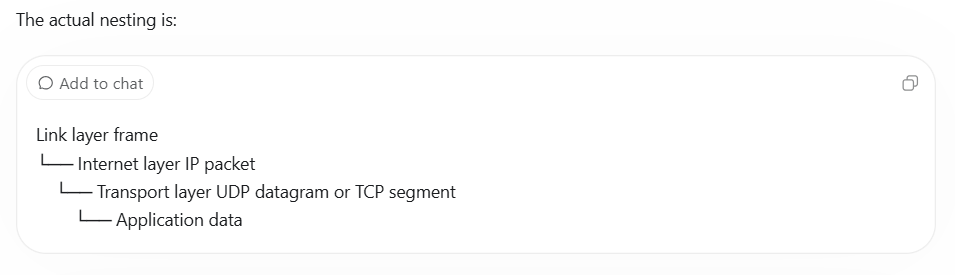 The actual nesting is:
Add to chat
Link layer frame
└── Internet layer IP packet
└── Transport layer UDP datagram or TCP segment
└── Application data